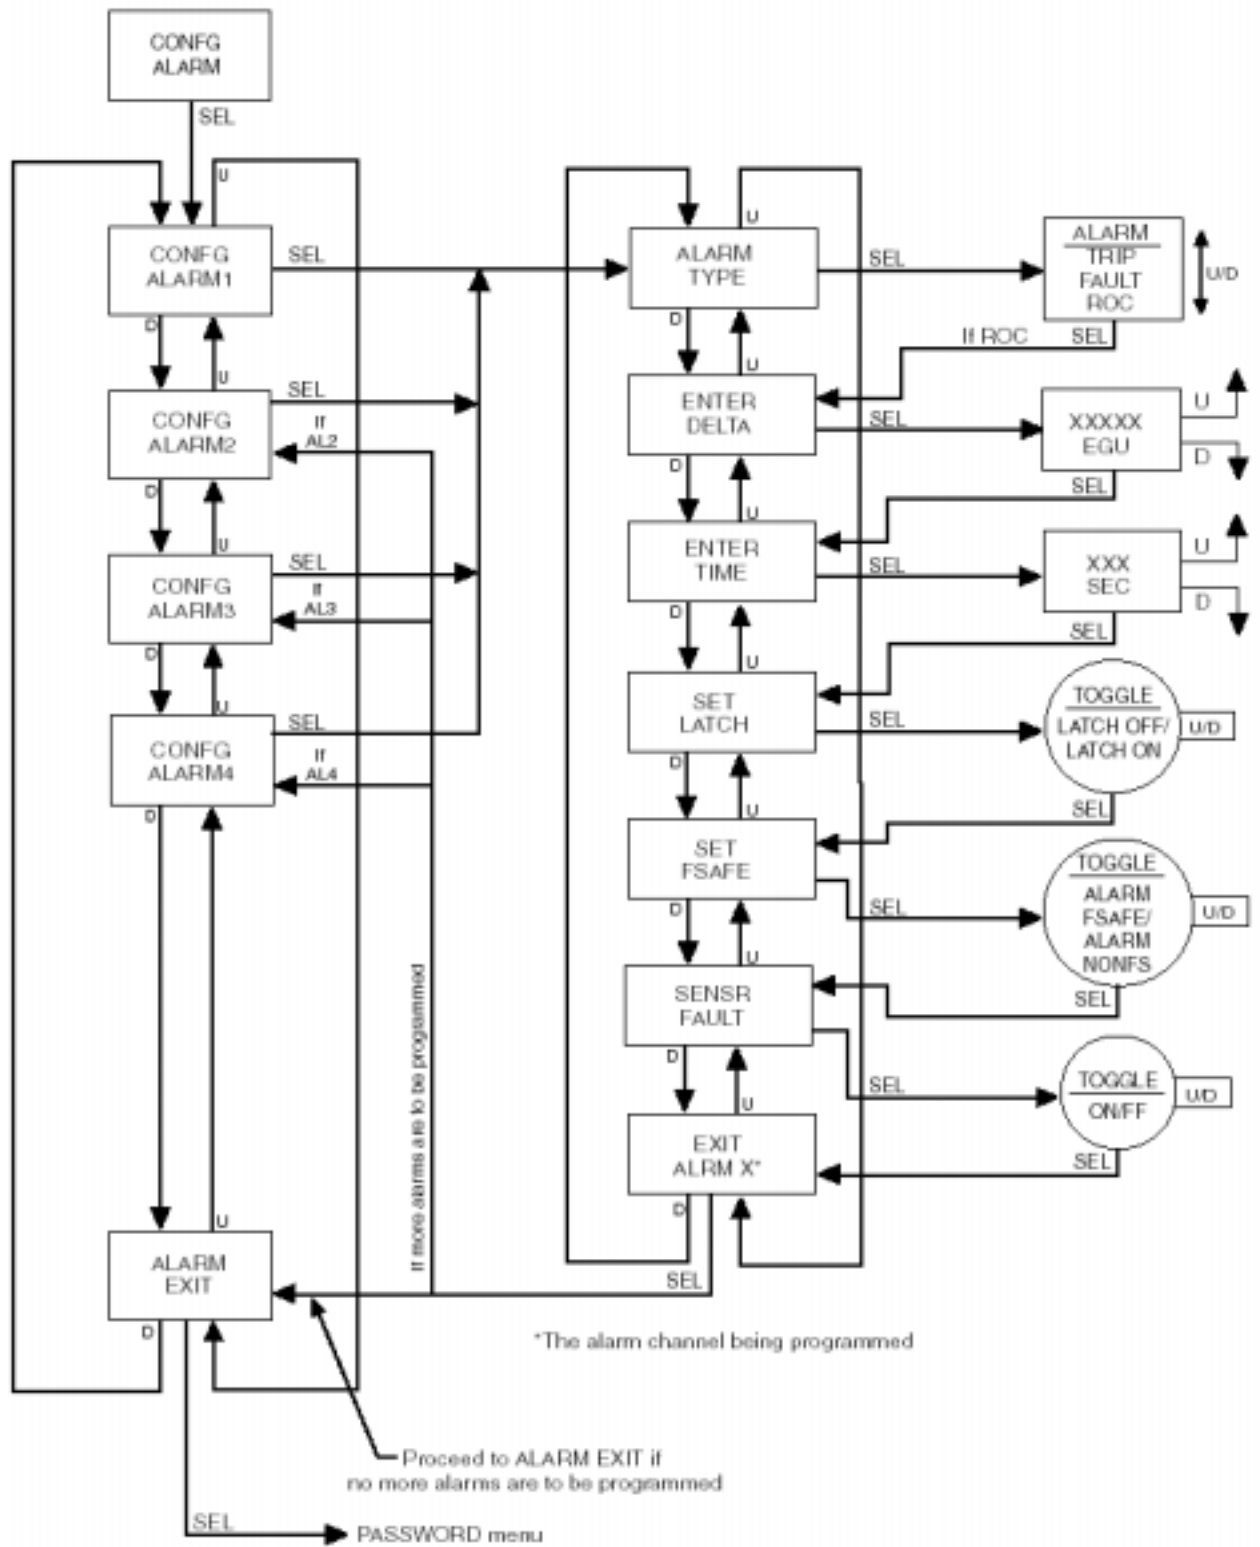 CONFG
ALARM
SEL
U
CONFG
ALARM1
SEL
D
U
CONFG
ALARM2
SEL
If
AL2
D
U
CONFG
ALARM3
SEL
If
AL3
D
U
CONFG
ALARM4
SEL
If
AL4
D
U
ALARM
EXIT
D
SEL
PASSWORD menu
If more alarms are to be programmed
Proceed to ALARM EXIT if
no more alarms are to be programmed
U
ALARM
TYPE
SEL
ALARM
TRIP
FAULT
ROC
U/D
D
U
If ROC
SEL
ENTER
DELTA
SEL
XXXXX
EGU
U
D
D
U
SEL
ENTER
TIME
SEL
XXX
SEC
U
D
D
U
SEL
SET
LATCH
SEL
TOGGLE
LATCH OFF/
LATCH ON
U/D
D
U
SEL
SET
FSAFE
SEL
TOGGLE
ALARM
FSAFE/
ALARM
NONFS
U/D
D
U
SEL
SENSR
FAULT
SEL
TOGGLE
ON/FF
U/D
D
U
SEL
EXIT
ALRM X*
D
SEL
*The alarm channel being programmed